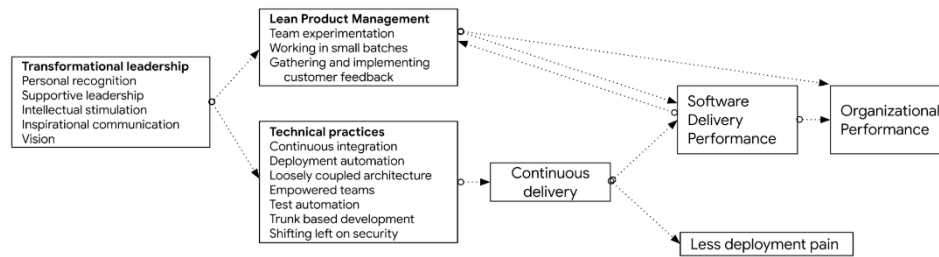 Transformational leadership
Personal recognition
Supportive leadership
Intellectual stimulation
Inspirational communication
Vision
Lean Product Management
Team experimentation
Working in small batches
Gathering and implementing
customer feedback
Technical practices
Continuous integration
Deployment automation
Loosely coupled architecture
Empowered teams
Test automation
Trunk based development
Shifting left on security
Continuous
delivery
Software
Delivery
Performance
Less deployment pain
Organizational
Performance